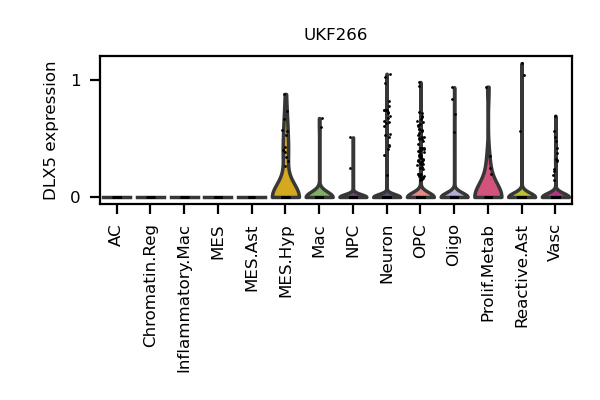 UKF266
DLX5 expression
1
0
AC
Chromatin.Reg
Inflammatory.Mac
MES
MES.Ast
MES.Hyp
Mac
NPC
Neuron
OPC
Oligo
Prolif.Metab
Reactive.Ast
Vasc